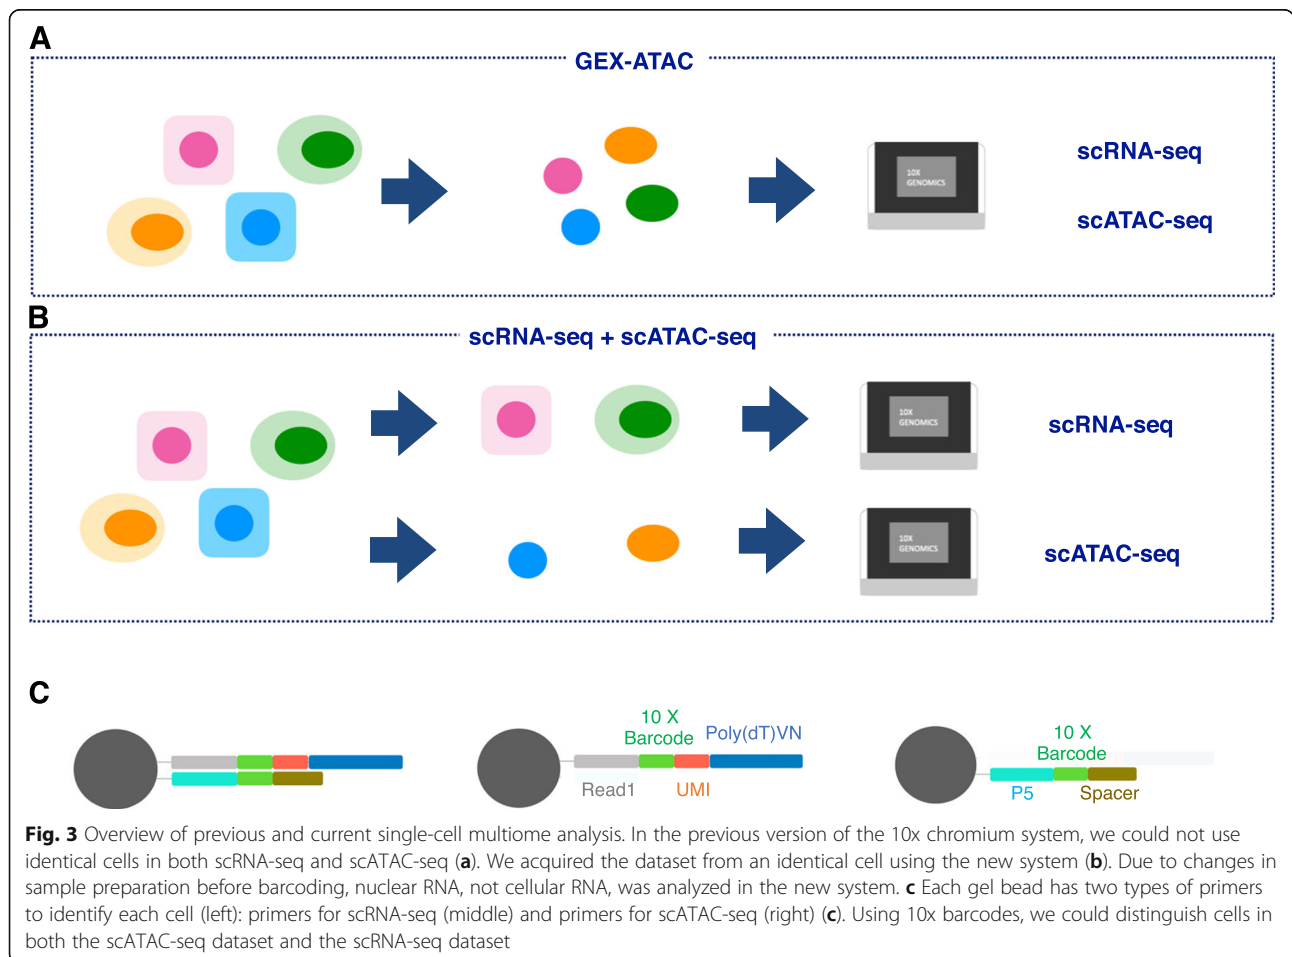 A
GEX-ATAC
10X
GENOMICS
scRNA-seq
scATAC-seq
B
scRNA-seq + scATAC-seq
10X
GENOMICS
scRNA-seq
10X
GENOMICS
scATAC-seq
C
10 X
Barcode
Poly(dT)VN
Read1
UMI
10 X
Barcode
P5
Spacer
Fig. 3 Overview of previous and current single-cell multiome analysis. In the previous version of the 10x chromium system, we could not use
identical cells in both scRNA-seq and scATAC-seq (a). We acquired the dataset from an identical cell using the new system (b). Due to changes in
sample preparation before barcoding, nuclear RNA, not cellular RNA, was analyzed in the new system. c Each gel bead has two types of primers
to identify each cell (left): primers for scRNA-seq (middle) and primers for scATAC-seq (right) (c). Using 10x barcodes, we could distinguish cells in
both the scATAC-seq dataset and the scRNA-seq dataset